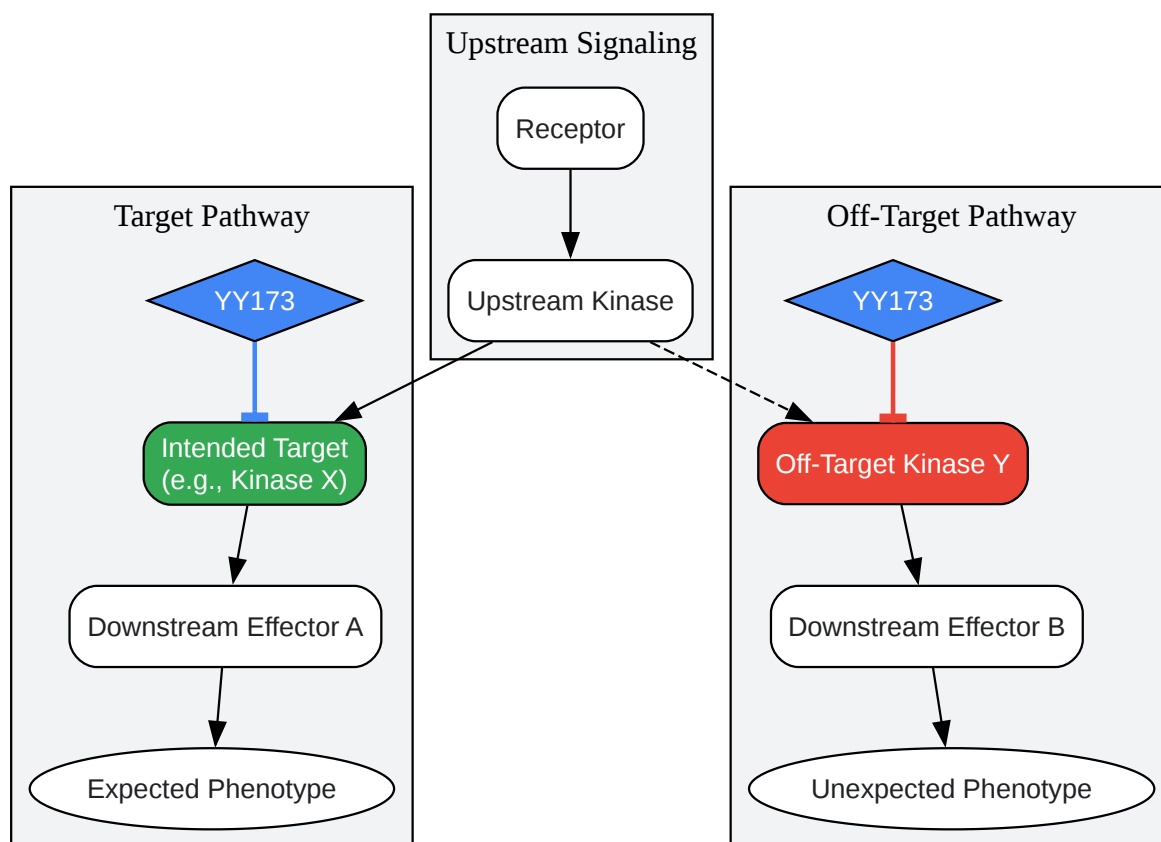 Upstream Signaling
Receptor
Upstream Kinase
Target Pathway
YY173
Intended Target
(e.g., Kinase X)
Downstream Effector A
Expected Phenotype
Off-Target Pathway
YY173
Off-Target Kinase Y
Downstream Effector B
Unexpected Phenotype